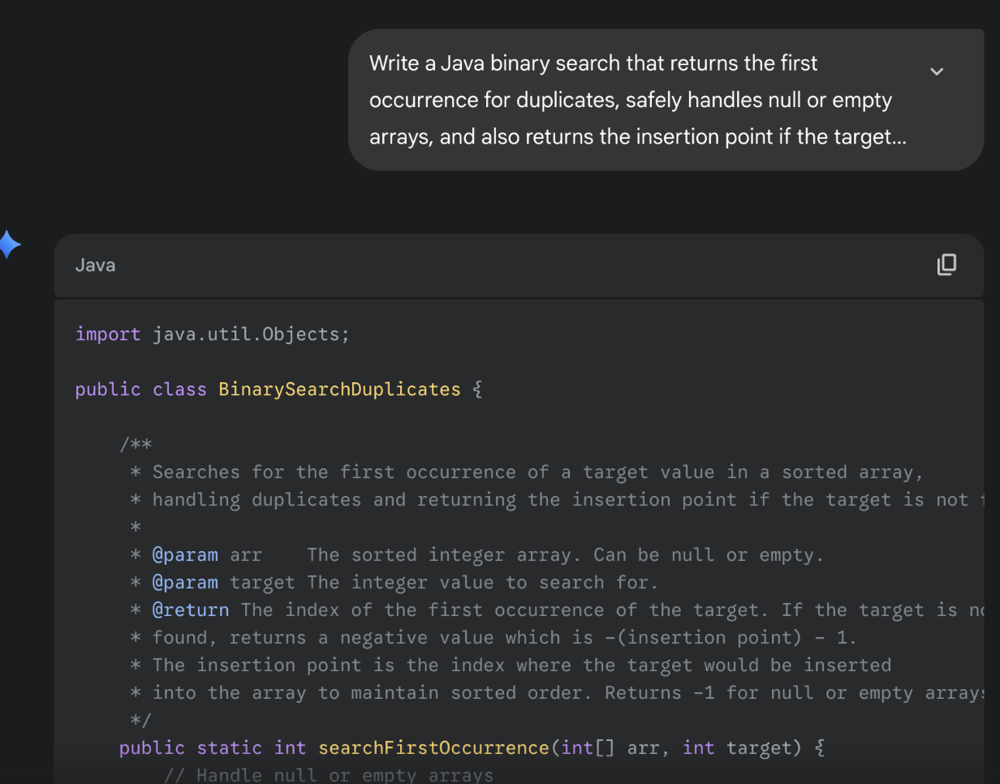 Write a Java binary search that returns the first
occurrence for duplicates, safely handles null or empty
arrays, and also returns the insertion point if the target...
Java
import java.util.Objects;
public class BinarySearchDuplicates {
/**
* Searches for the first occurrence of a target value in a sorted array,
* handling duplicates and returning the insertion point if the target is not
*
* @param arr    The sorted integer array. Can be null or empty.
* @param target The integer value to search for.
* @return The index of the first occurrence of the target. If the target is
* found, returns a negative value which is -(insertion point) - 1.
* The insertion point is the index where the target would be inserted
* into the array to maintain sorted order. Returns -1 for null or empty arrays
*/
public static int searchFirstOccurrence(int[] arr, int target) {
// Handle null or empty arrays